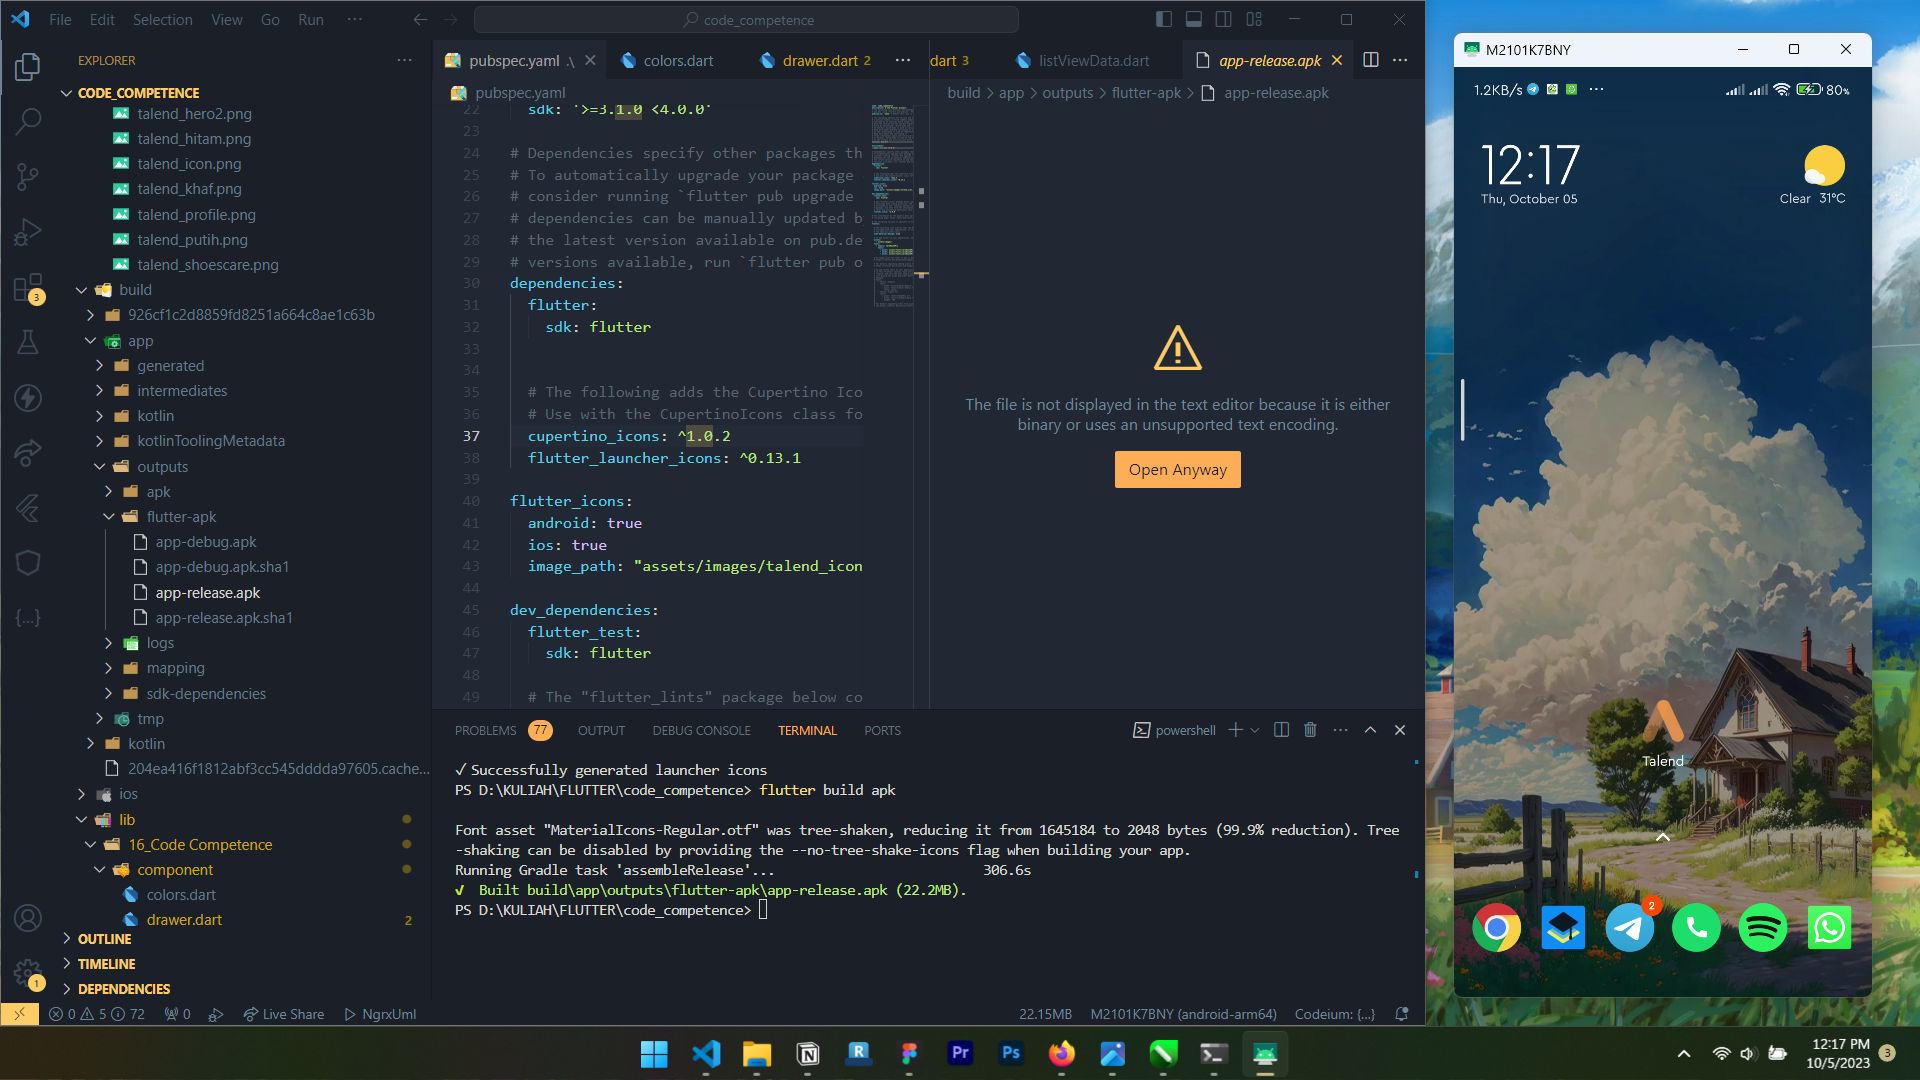 File Edit Selection View Go Run ···
code_competence
EXPLORER
CODE_COMPETENCE
talend_hero2.png
talend_hitam.png
talend_icon.png
talend_khaf.png
talend_profile.png
talend_putih.png
talend_shoescare.png
build
926cf1c2d8859fd8251a664c8ae1c63b
app
generated
intermediates
kotlin
kotlinToolingMetadata
outputs
apk
flutter-apk
app-debug.apk
app-debug.apk.sha1
app-release.apk
app-release.apk.sha1
logs
mapping
sdk-dependencies
tmp
kotlin
204ea416f1812abf3cc545dddda97605.cache...
ios
lib
16_Code Competence
component
colors.dart
drawer.dart 2
OUTLINE
TIMELINE
DEPENDENCIES
3
1
pubspec.yaml .\
colors.dart
drawer.dart 2
pubspec.yaml
22 sdk: '>=3.1.0 <4.0.0'
23
24 # Dependencies specify other packages th
25 # To automatically upgrade your package
26 # consider running `flutter pub upgrade
27 # dependencies can be manually updated b
28 # the latest version available on pub.de
29 # versions available, run `flutter pub o
30 dependencies:
31 flutter:
32 sdk: flutter
33
34
35 # The following adds the Cupertino Ico
36 # Use with the CupertinoIcons class fo
37 cupertino_icons: ^1.0.2
38 flutter_launcher_icons: ^0.13.1
39
40 flutter_icons:
41 android: true
42 ios: true
43 image_path: "assets/images/talend_icon
44
45 dev_dependencies:
46 flutter_test:
47 sdk: flutter
48
49 # The "flutter_lints" package below co
dart 3
listViewData.dart
app-release.apk
build > app > outputs > flutter-apk > app-release.apk
The file is not displayed in the text editor because it is either
binary or uses an unsupported text encoding.
Open Anyway
PROBLEMS 77 OUTPUT DEBUG CONSOLE TERMINAL PORTS
powershell
✓ Successfully generated launcher icons
PS D:\KULIAH\FLUTTER\code_competence> flutter build apk
Font asset "MaterialIcons-Regular.otf" was tree-shaken, reducing it from 1645184 to 2048 bytes (99.9% reduction). Tree
-shaking can be disabled by providing the --no-tree-shake-icons flag when building your app.
Running Gradle task 'assembleRelease'... 306.6s
√ Built build\app\outputs\flutter-apk\app-release.apk (22.2MB).
PS D:\KULIAH\FLUTTER\code_competence>
0 5 72 0 Live Share NgrxUml
22.15MB M2101K7BNY (android-arm64) Codeium: {...}
M2101K7BNY
1.2KB/s ··· 80%
12:17
Thu, October 05
Clear 31°C
Talend
2
R Pr Ps
12:17 PM
10/5/2023
3